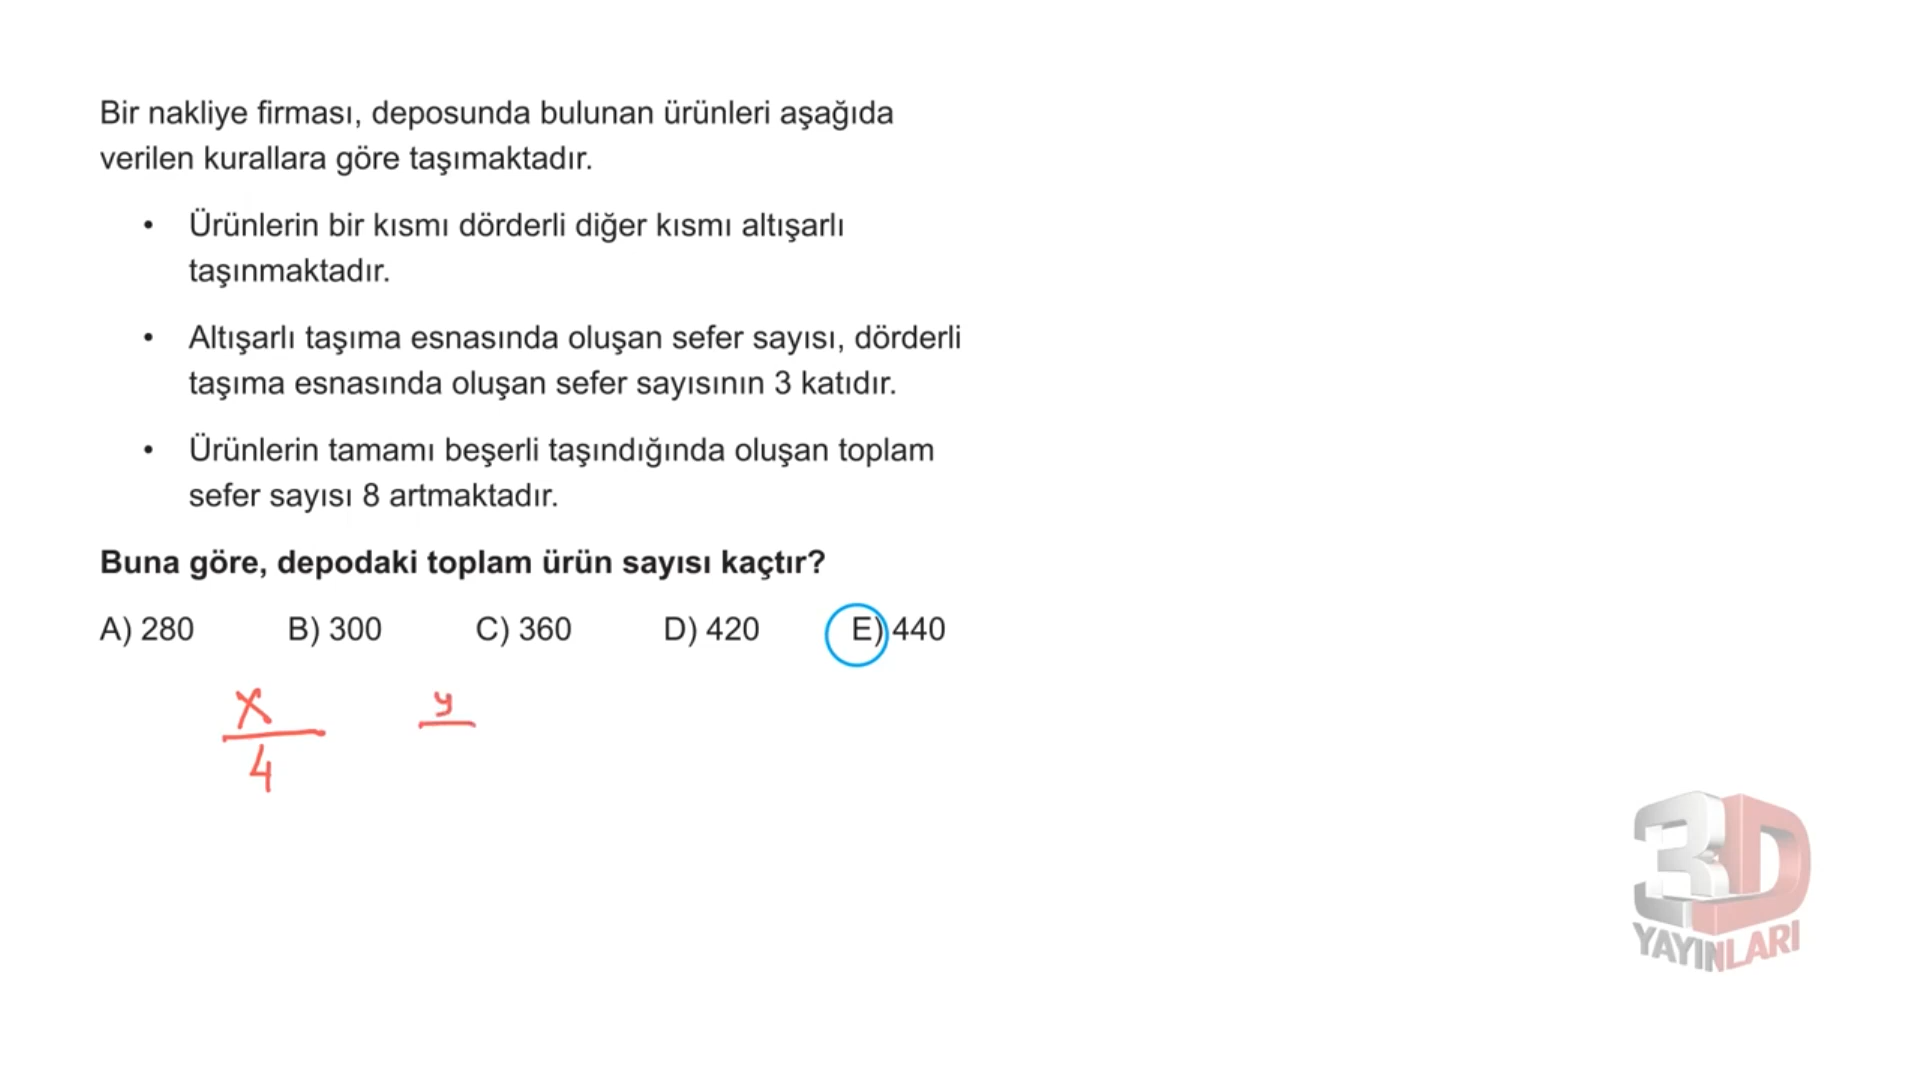 Bir nakliye firması, deposunda bulunan ürünleri aşağıda
verilen kurallara göre taşımaktadır.
• Ürünlerin bir kısmı dörderli diğer kısmı altışarlı
taşınmaktadır.
• Altışarlı taşıma esnasında oluşan sefer sayısı, dörderli
taşıma esnasında oluşan sefer sayısının 3 katıdır.
• Ürünlerin tamamı beşerli taşındığında oluşan toplam
sefer sayısı 8 artmaktadır.
Buna göre, depodaki toplam ürün sayısı kaçtır?
A) 280 B) 300 C) 360 D) 420 E) 440
x y
4
3D
YAYINLARI